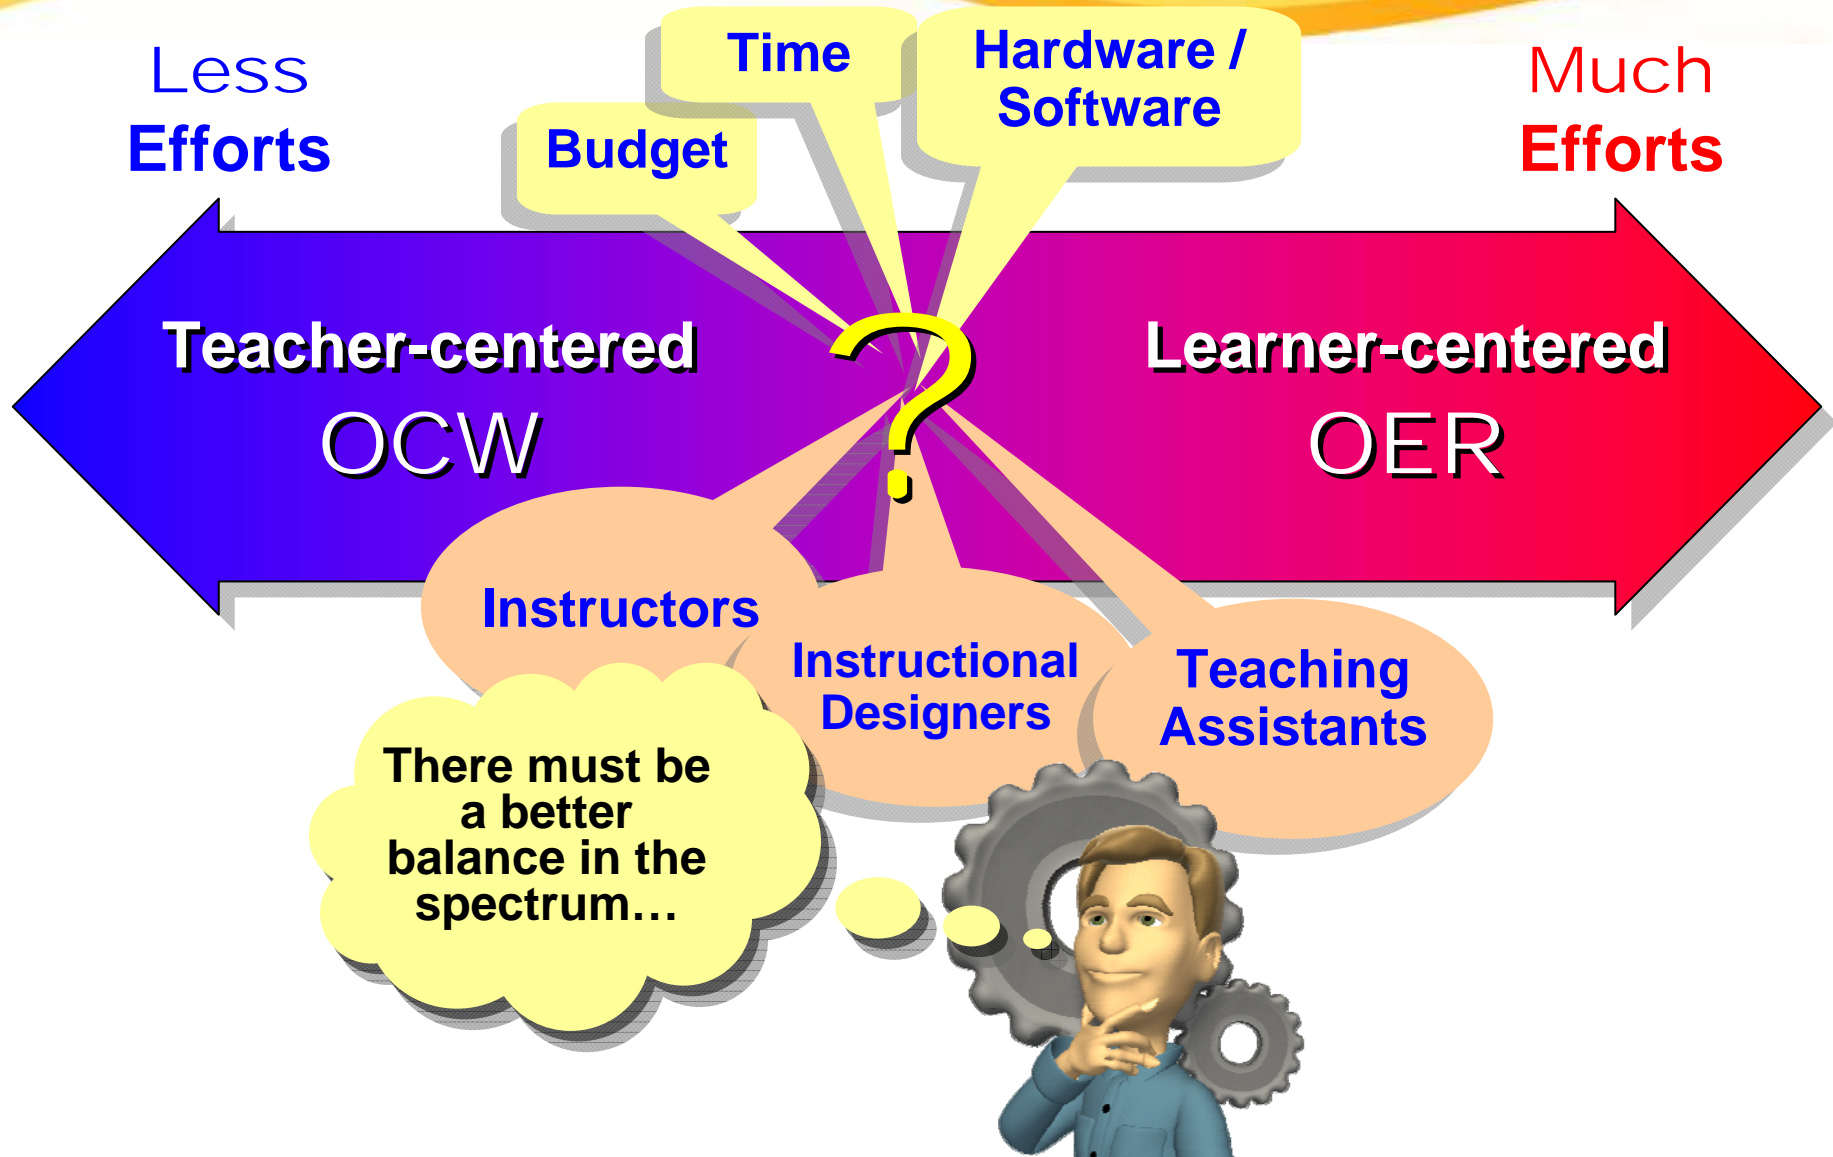 Less
Efforts
Budget
Time
Hardware /
Software
Much
Efforts
Teacher-centered
OCW
?
Learner-centered
OER
Instructors
Instructional
Designers
Teaching
Assistants
There must be
a better
balance in the
spectrum…